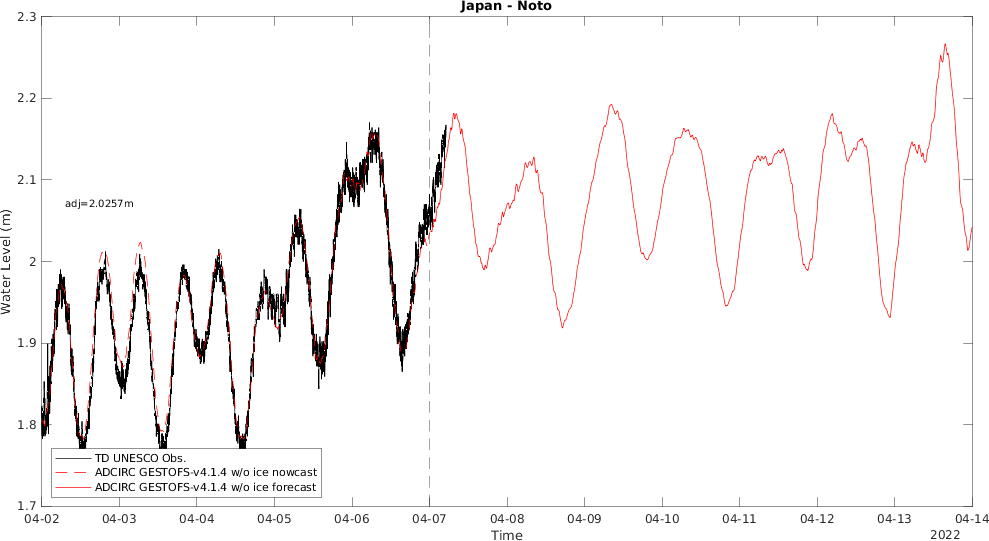 Japan - Noto
2.3
2.2
2.1
2
1.9
1.8
1.7
Water Level (m)
adj=2.0257m
TD UNESCO Obs.
ADCIRC GESTOFS-v4.1.4 w/o ice nowcast
ADCIRC GESTOFS-v4.1.4 w/o ice forecast
04-02 04-03 04-04 04-05 04-06 04-07 04-08 04-09 04-10 04-11 04-12 04-13 04-14
Time
2022